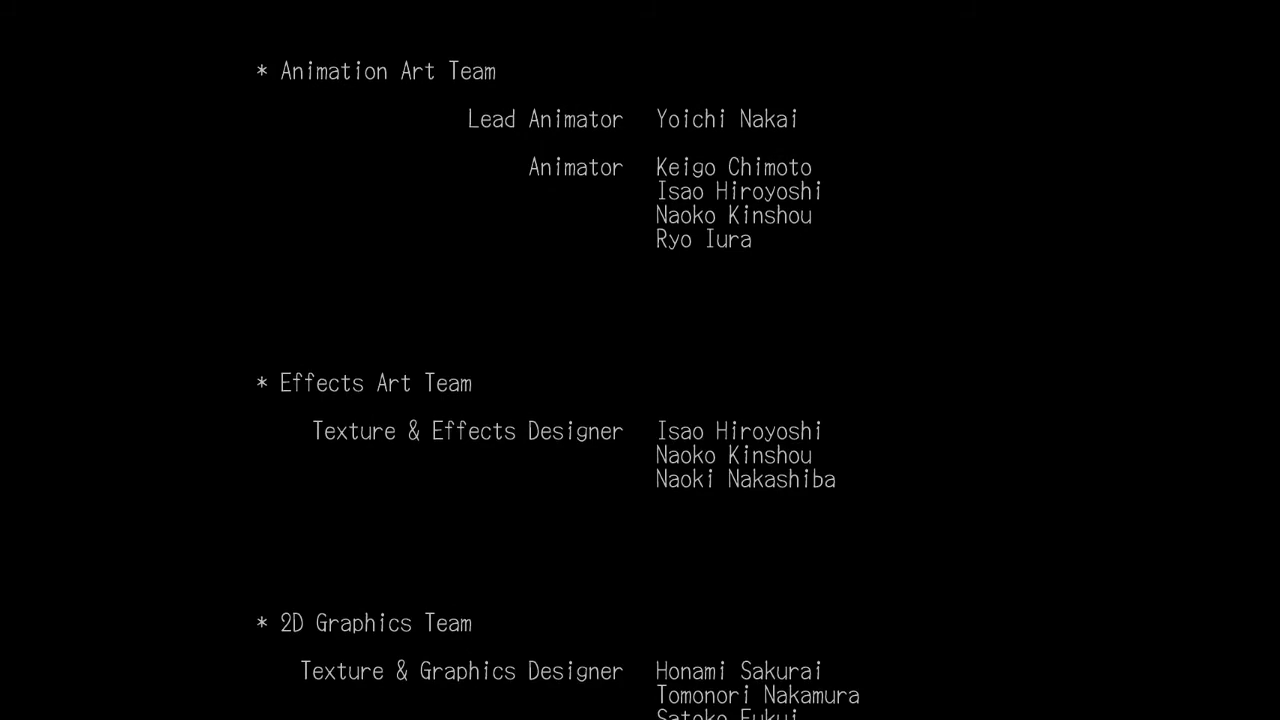 * Animation Art Team
Lead Animator Yoichi Nakai
Animator Keigo Chimoto
Isao Hiroyoshi
Naoko Kinshou
Ryo Iura
* Effects Art Team
Texture & Effects Designer Isao Hiroyoshi
Naoko Kinshou
Naoki Nakashiba
* 2D Graphics Team
Texture & Graphics Designer Honami Sakurai
Tomonori Nakamura
Satoko Fukui